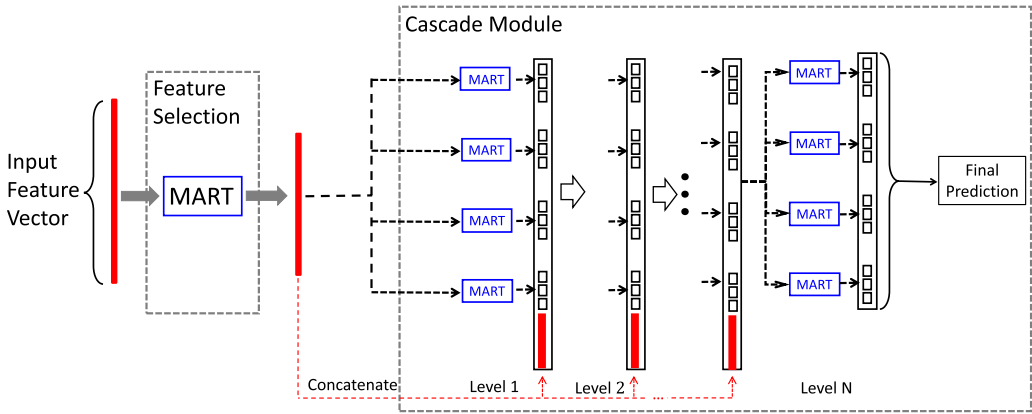 Cascade Module
Feature
Selection
Input
Feature
Vector
MART
MART
MART
MART
MART
MART
MART
MART
MART
Final
Prediction
Concatenate
Level 1
Level 2
...
Level N